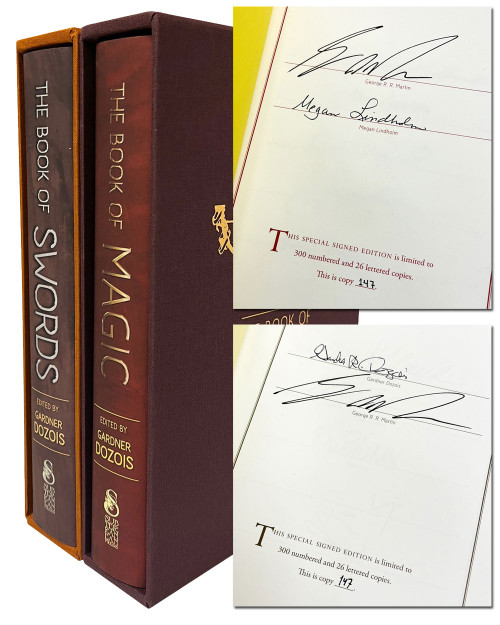 THE BOOK OF SWORDS
EDITED BY
GARDNER
DOZOIS
THE BOOK OF MAGIC
EDITED BY
GARDNER
DOZOIS
BOOK OF
George R. R. Martin
Megan Lindholm
Megan Lindholm
THIS SPECIAL SIGNED EDITION is limited to
300 numbered and 26 lettered copies.
This is copy 147
Gardner Dozois
George R. R. Martin
THIS SPECIAL SIGNED EDITION is limited to
300 numbered and 26 lettered copies.
This is copy 147